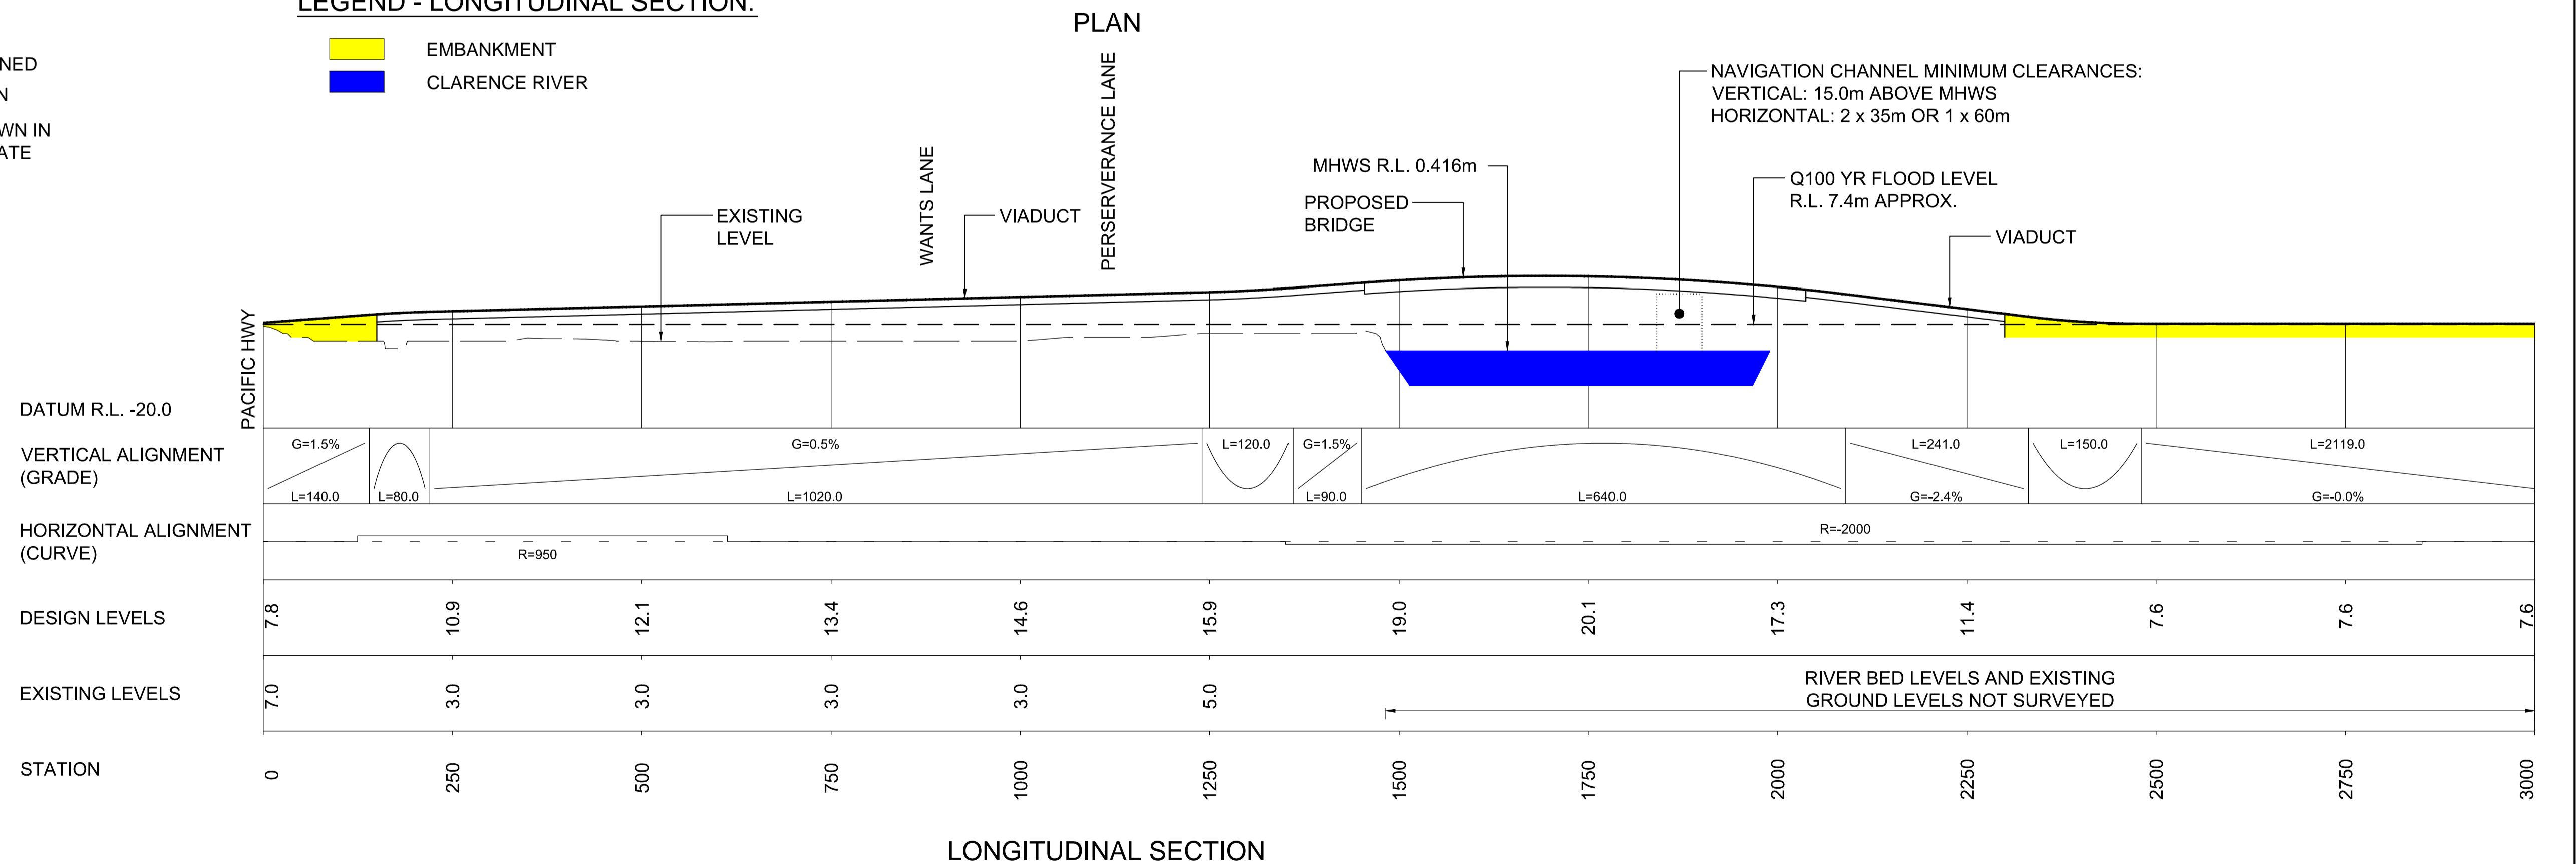 LEGEND - LONGITUDINAL SECTION:
PLAN
EMBANKMENT
CLARENCE RIVER
NED
N
WN IN
ATE
NAVIGATION CHANNEL MINIMUM CLEARANCES:
VERTICAL: 15.0m ABOVE MHWS
HORIZONTAL: 2 x 35m OR 1 x 60m
WANTS LANE
PERSERVERANCE LANE
MHWS R.L. 0.416m
Q100 YR FLOOD LEVEL
R.L. 7.4m APPROX.
EXISTING
LEVEL
VIADUCT
PROPOSED
BRIDGE
VIADUCT
PACIFIC HWY
DATUM R.L. -20.0
VERTICAL ALIGNMENT
(GRADE)
G=1.5% G=0.5% L=120.0 G=1.5% L=241.0 L=150.0 L=2119.0
L=140.0 L=80.0 L=1020.0 L=90.0 L=640.0 G=-2.4% G=-0.0%
HORIZONTAL ALIGNMENT
(CURVE)
R=950
R=-2000
DESIGN LEVELS
7.8 10.9 12.1 13.4 14.6 15.9 19.0 20.1 17.3 11.4 7.6 7.6 7.6
EXISTING LEVELS
7.0 3.0 3.0 3.0 3.0 5.0
RIVER BED LEVELS AND EXISTING
GROUND LEVELS NOT SURVEYED
STATION
0 250 500 750 1000 1250 1500 1750 2000 2250 2500 2750 3000
LONGITUDINAL SECTION